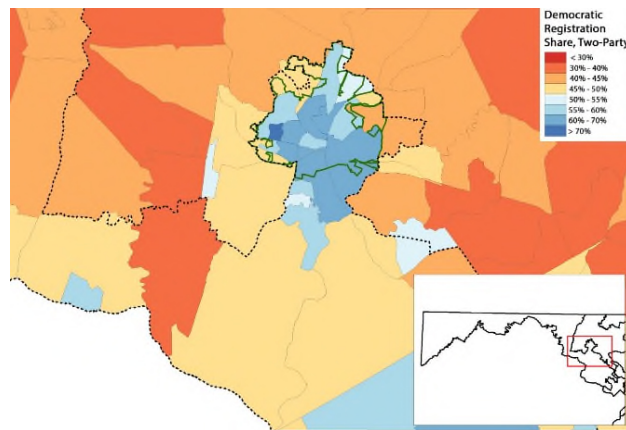 Democratic
Registration
Share, Two-Party
< 30%
30% - 40%
40% - 45%
45% - 50%
50% - 55%
55% - 60%
60% - 70%
> 70%